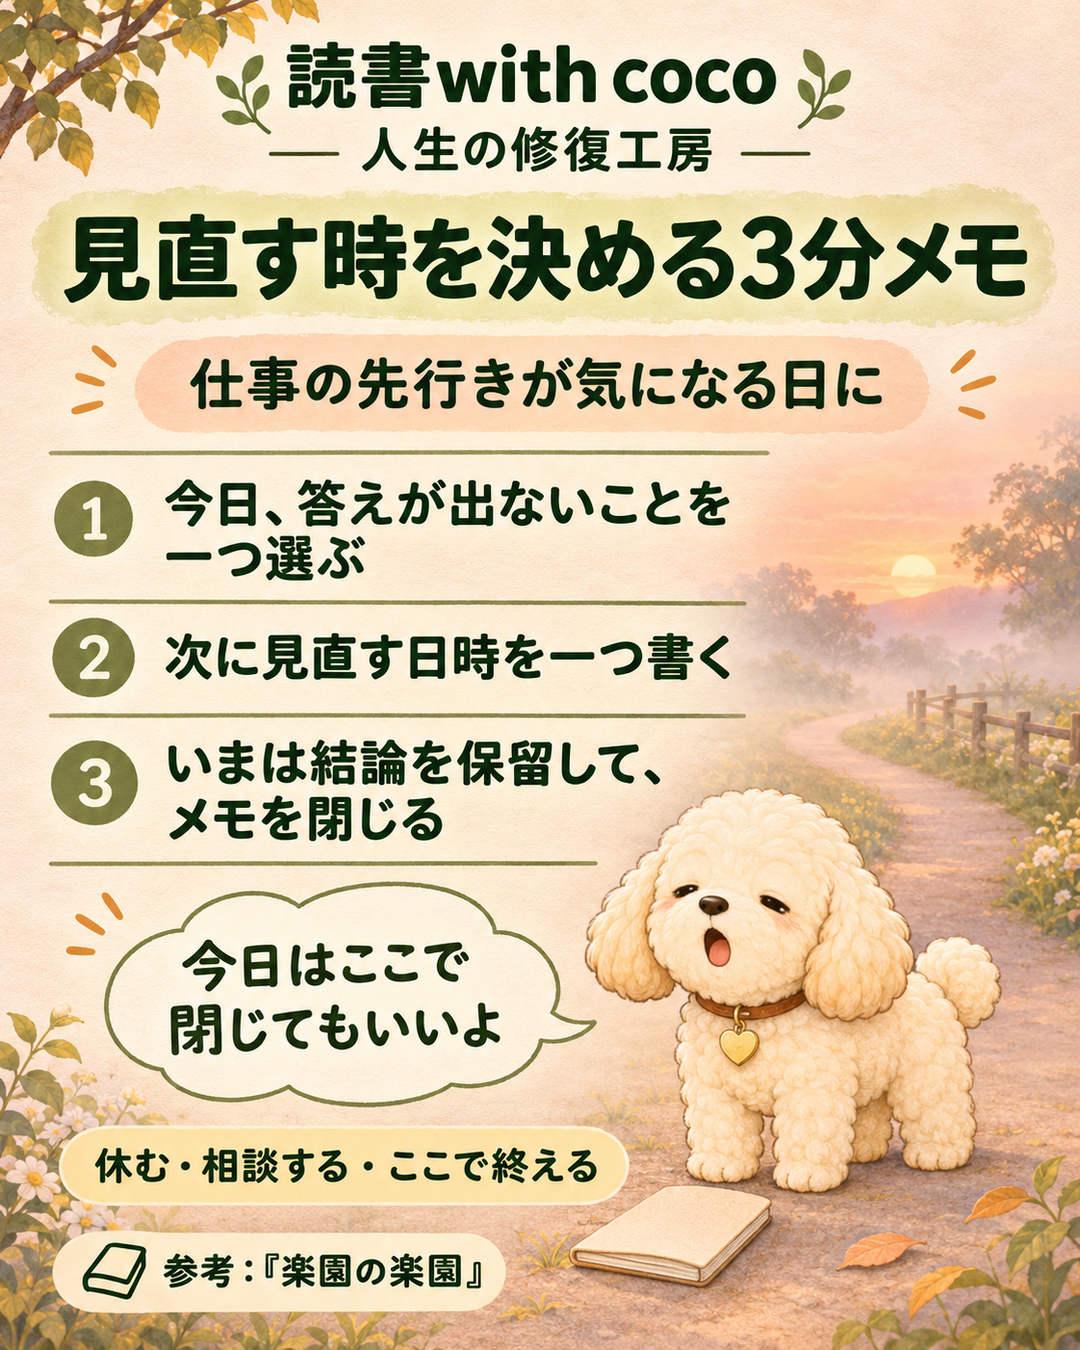 読書with coco
人生の修復工房
見直す時を決める3分メモ
仕事の先行きが気になる日に
1
今日、答えが出ないことを
一つ選ぶ
2
次に見直す日時を一つ書く
3
いまは結論を保留して、
メモを閉じる
今日はここで
閉じてもいいよ
休む・相談する・ここで終える
参考：『楽園の楽園』